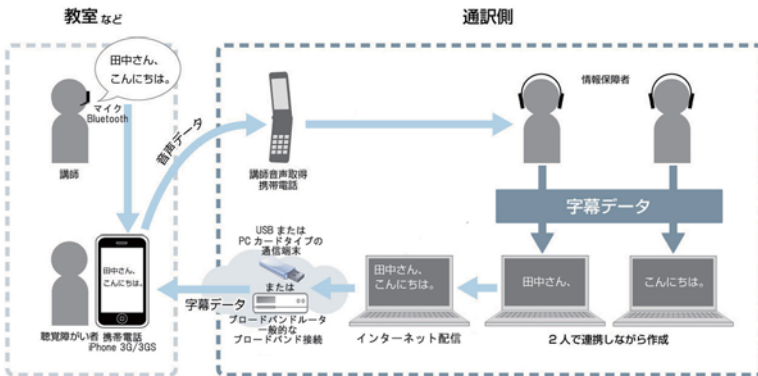 教室 など
通訳側
田中さん、
こんにちは。
マイク
Bluetooth
講師
音声データ
講師音声取得
携帯電話
情報保障者
字幕データ
田中さん、
こんにちは。
聴覚障がい者
携帯電話
iPhone 3G/3GS
字幕データ
USB または
PC カードタイプの
通信端末
または
ブロードバンドルータ
一般的な
ブロードバンド接続
田中さん、
こんにちは。
インターネット配信
田中さん、
こんにちは。
2人で連携しながら作成